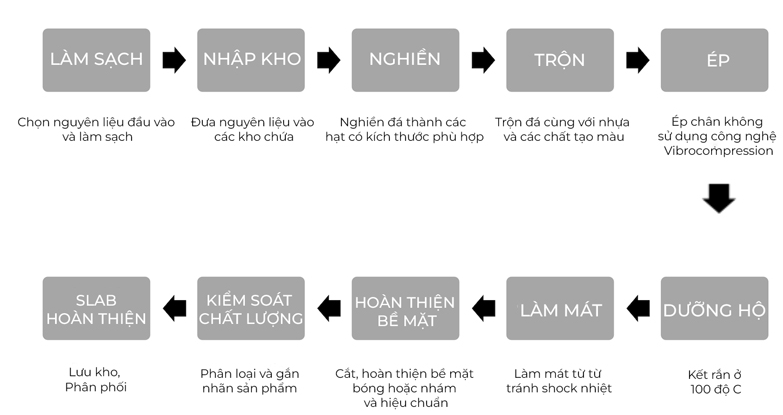 LÀM SẠCH
Chọn nguyên liệu đầu vào
và làm sạch
NHẬP KHO
Đưa nguyên liệu vào
các kho chứa
NGHIỀN
Nghiền đá thành các
hạt có kích thước phù hợp
TRỘN
Trộn đá cùng với nhựa
và các chất tạo màu
ÉP
Ép chân không
sử dụng công nghệ
Vibrocompression
DƯỠNG HỘ
Kết rắn ở
100 độ C
LÀM MÁT
Làm mát từ từ
tránh shock nhiệt
HOÀN THIỆN
BỀ MẶT
Cắt, hoàn thiện bề mặt
bóng hoặc nhám
và hiệu chuẩn
KIỂM SOÁT
CHẤT LƯỢNG
Phân loại và gắn
nhãn sản phẩm
SLAB
HOÀN THIỆN
Lưu kho,
Phân phối